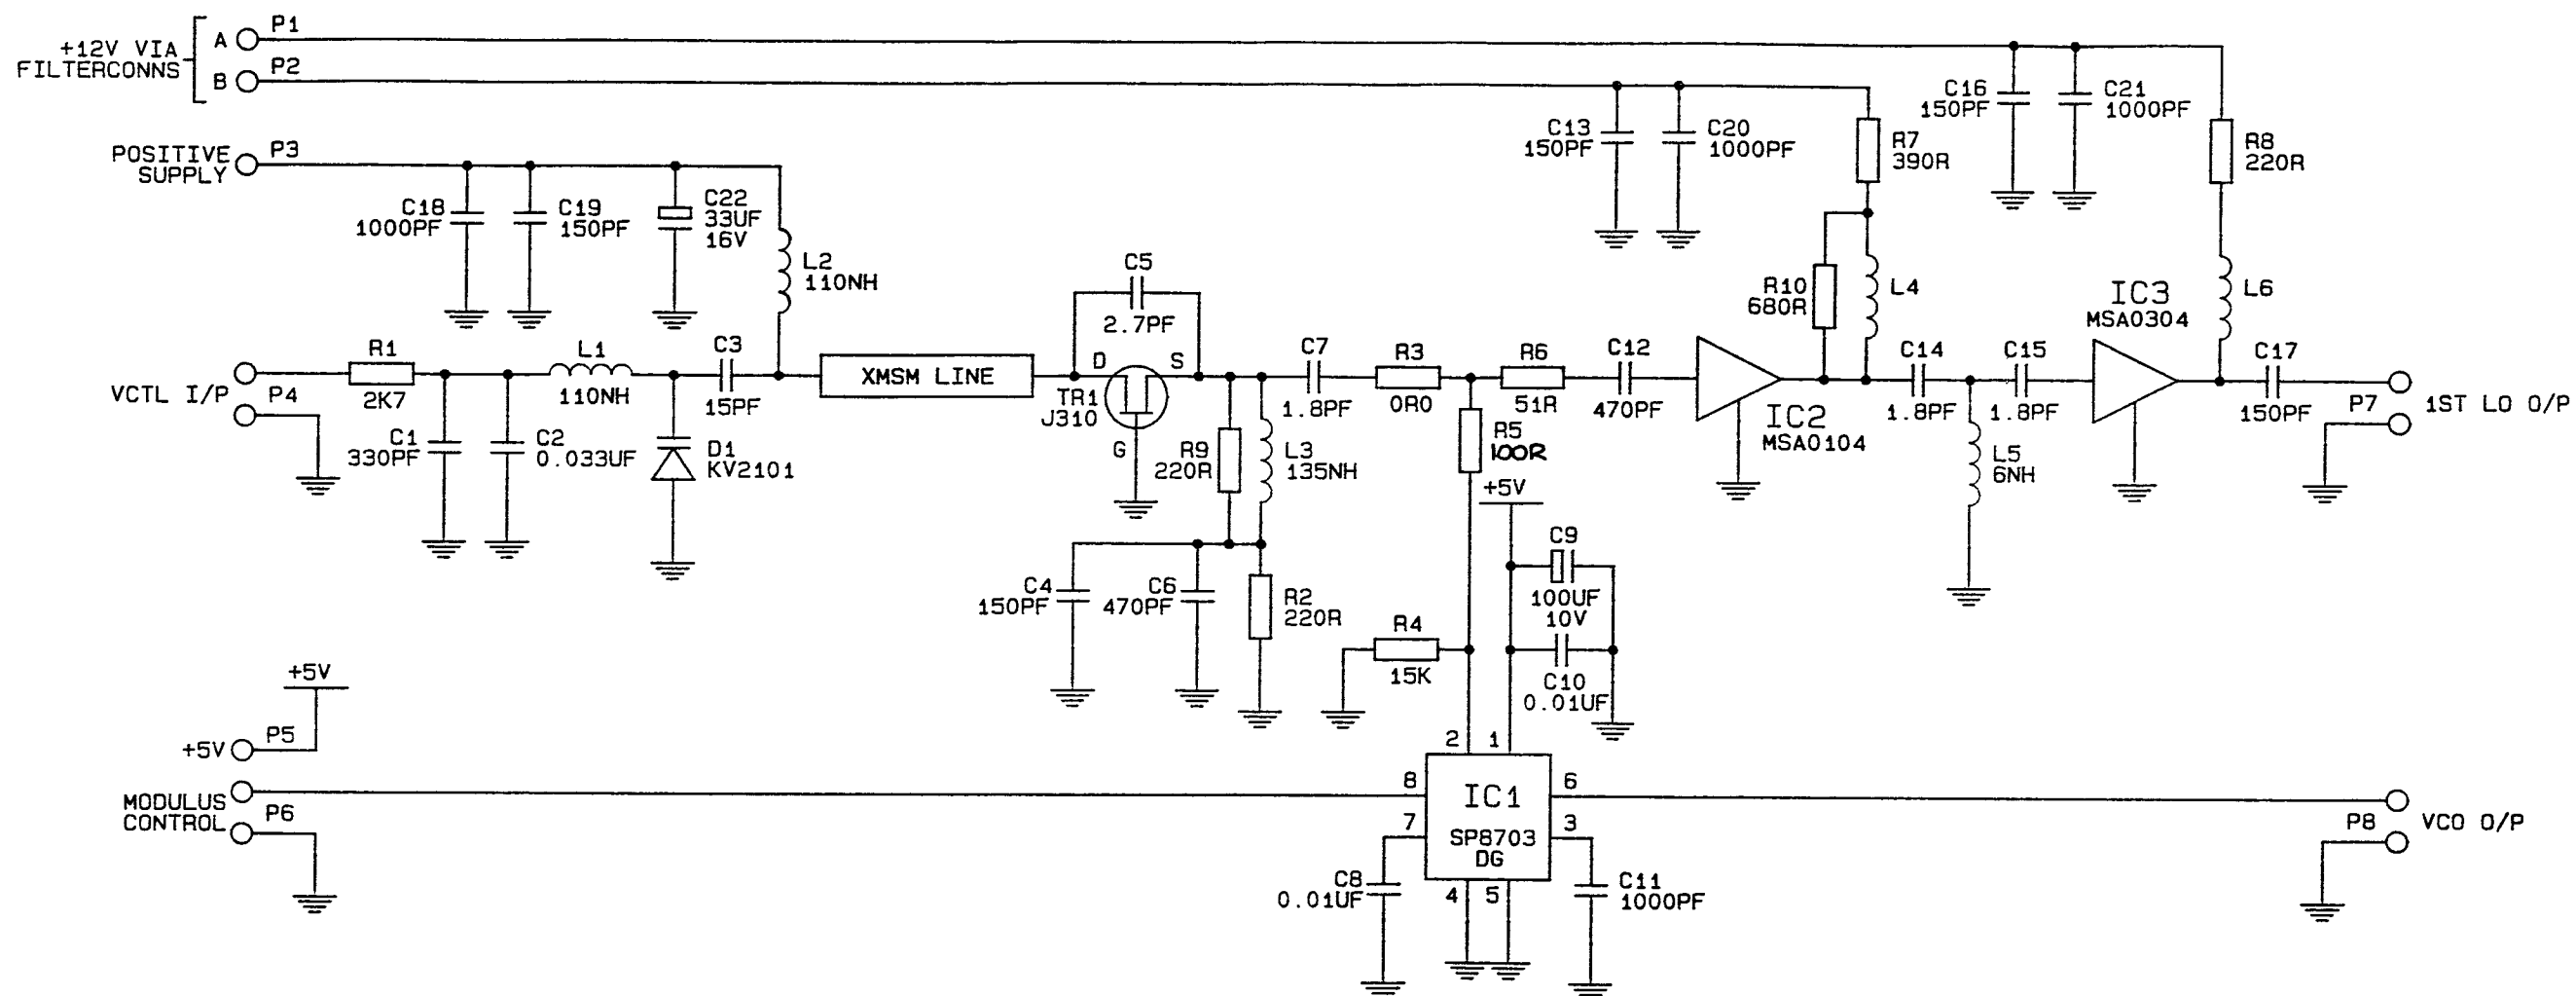 +12V VIA
FILTERCONNS
A
P1
B
P2
POSITIVE
SUPPLY
P3
C18
1000PF
C19
150PF
C22
33UF
16V
L2
110NH
C13
150PF
C20
1000PF
R7
390R
C16
150PF
C21
1000PF
R8
220R
R10
680R
L4
L6
VCTL I/P
P4
R1
2K7
C1
330PF
C2
0.033UF
L1
110NH
D1
KV2101
C3
15PF
XMSM LINE
C5
2.7PF
D
S
G
TR1
J310
R9
220R
L3
135NH
C4
150PF
C6
470PF
R2
220R
C7
1.8PF
R3
0R0
R6
51R
C12
470PF
IC2
MSA0104
C14
1.8PF
C15
1.8PF
L5
6NH
IC3
MSA0304
C17
150PF
P7
1ST LO O/P
R5
100R
+5V
C9
100UF
10V
C10
0.01UF
R4
15K
+5V
+5V
P5
MODULUS
CONTROL
P6
2
1
8
7
6
3
4
5
IC1
SP8703
DG
C8
0.01UF
C11
1000PF
P8
VCO O/P